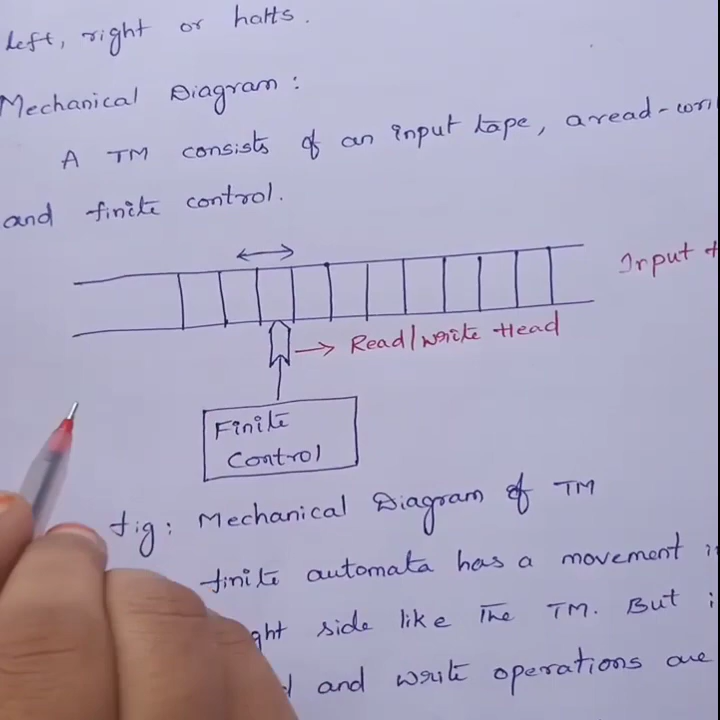 left, right or halts.
Mechanical Diagram:
A TM consists of an input tape, a read-wri
and finite control.
Input t
Read/write Head
Finite
Control
fig: Mechanical Diagram of TM
finite automata has a movement i
ght side like the TM. But i
and write operations are